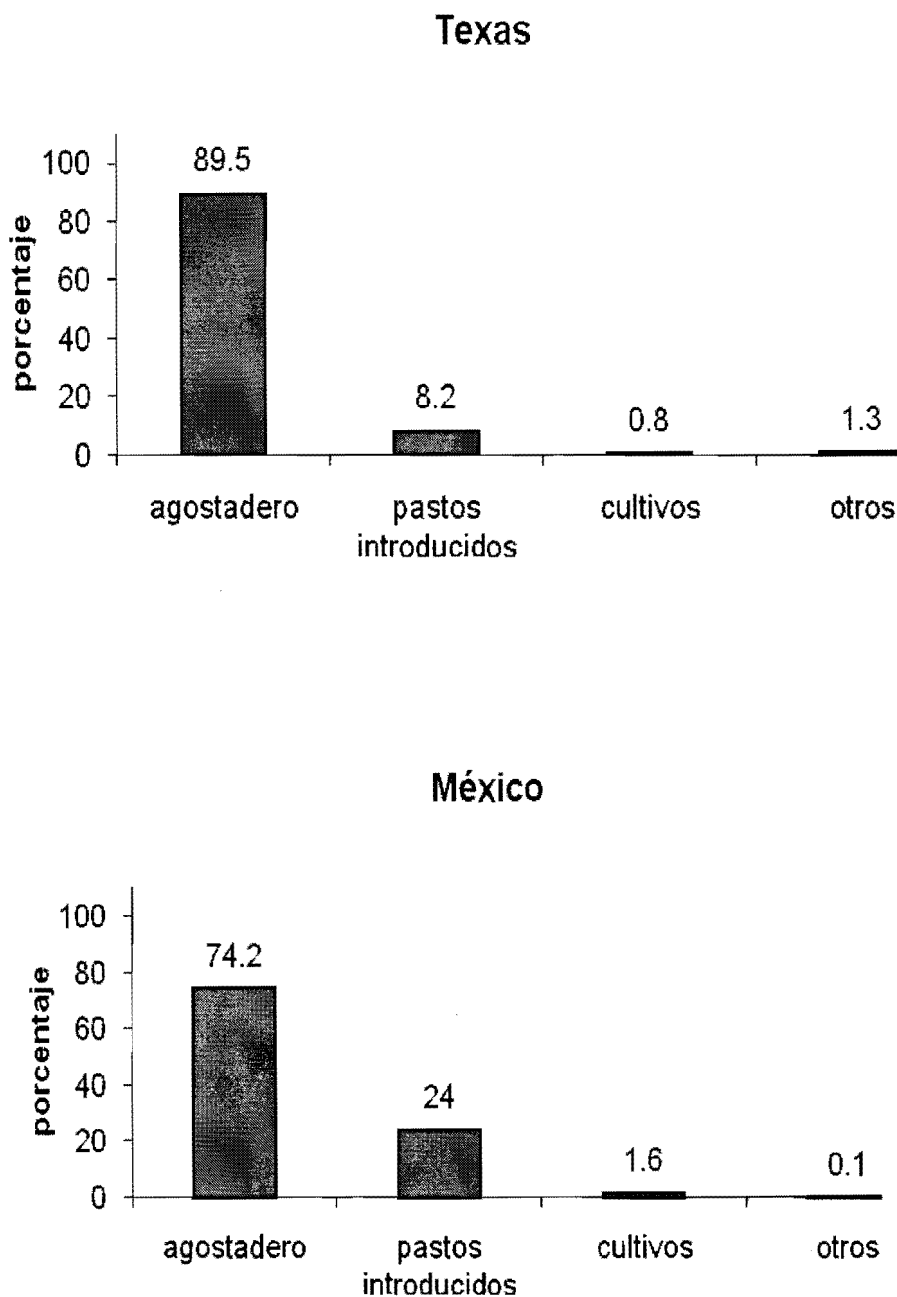 Texas
porcentaje
100
80
60
40
20
0
89.5
8.2
0.8
1.3
agostadero
pastos
introducidos
cultivos
otros
México
porcentaje
100
80
60
40
20
0
74.2
24
1.6
0.1
agostadero
pastos
introducidos
cultivos
otros